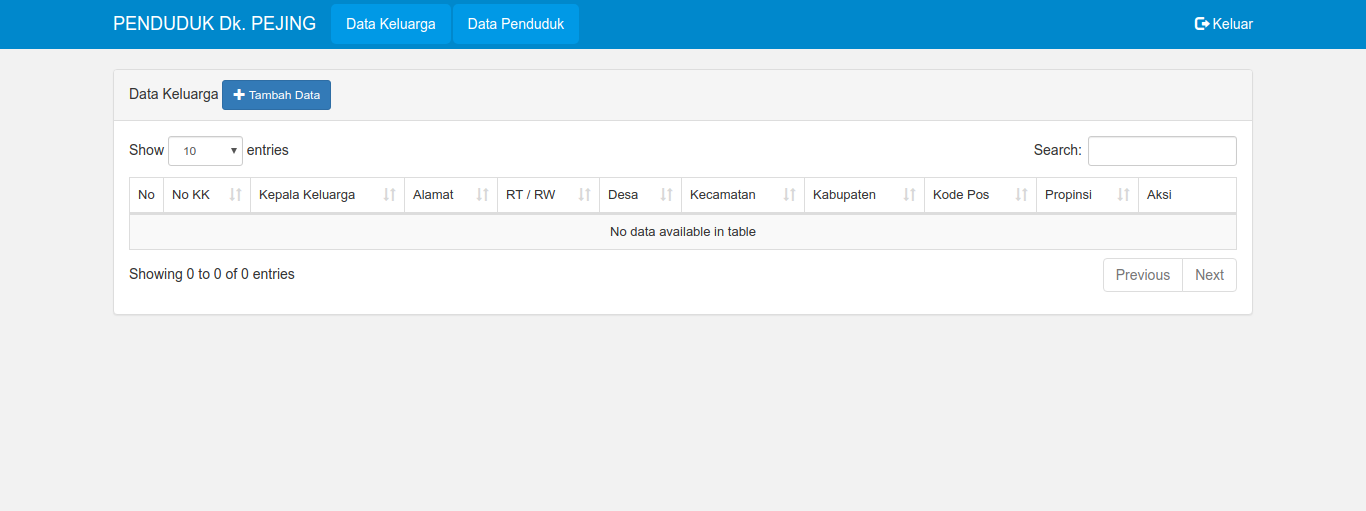 PENDUDUK Dk. PEJING Data Keluarga Data Penduduk Keluar
Data Keluarga Tambah Data
Show 10 entries Search:
No No KK Kepala Keluarga Alamat RT / RW Desa Kecamatan Kabupaten Kode Pos Propinsi Aksi
No data available in table
Showing 0 to 0 of 0 entries Previous Next